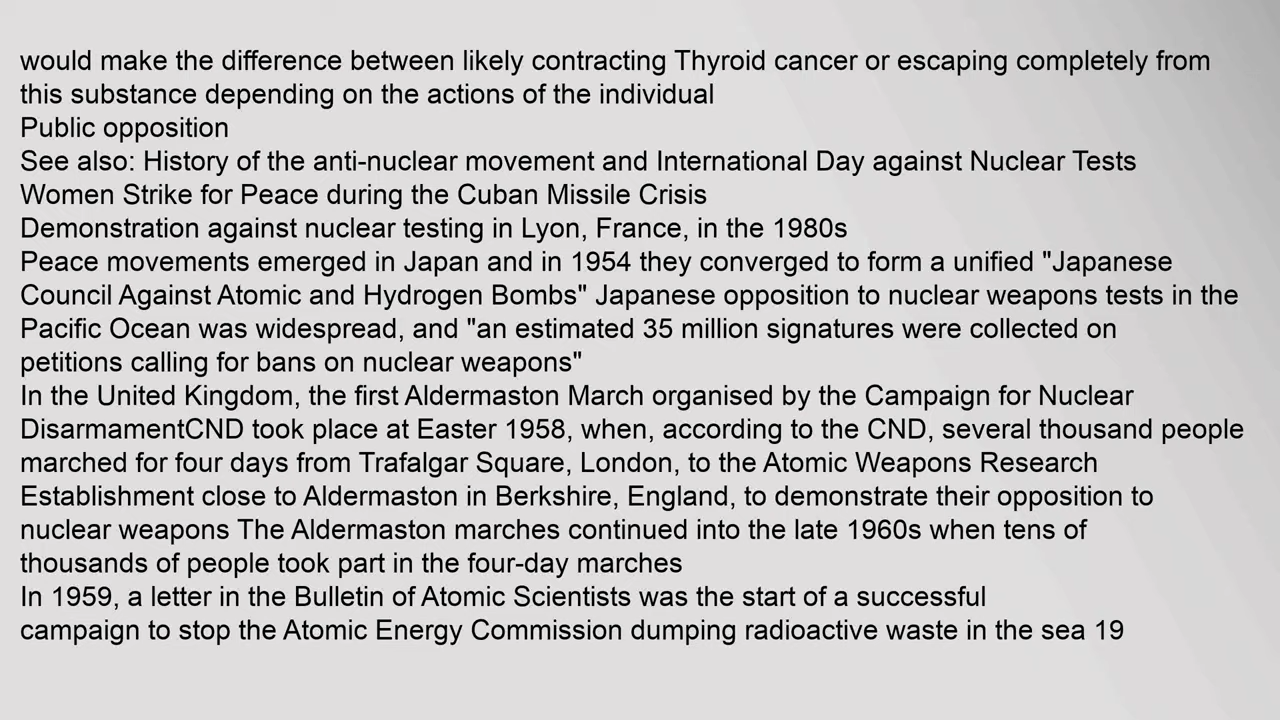 would make the difference between likely contracting Thyroid cancer or escaping completely from
this substance depending on the actions of the individual
Public opposition
See also: History of the anti-nuclear movement and International Day against Nuclear Tests
Women Strike for Peace during the Cuban Missile Crisis
Demonstration against nuclear testing in Lyon, France, in the 1980s
Peace movements emerged in Japan and in 1954 they converged to form a unified "Japanese
Council Against Atomic and Hydrogen Bombs" Japanese opposition to nuclear weapons tests in the
Pacific Ocean was widespread, and "an estimated 35 million signatures were collected on
petitions calling for bans on nuclear weapons"
In the United Kingdom, the first Aldermaston March organised by the Campaign for Nuclear
DisarmamentCND took place at Easter 1958, when, according to the CND, several thousand people
marched for four days from Trafalgar Square, London, to the Atomic Weapons Research
Establishment close to Aldermaston in Berkshire, England, to demonstrate their opposition to
nuclear weapons The Aldermaston marches continued into the late 1960s when tens of
thousands of people took part in the four-day marches
In 1959, a letter in the Bulletin of Atomic Scientists was the start of a successful
campaign to stop the Atomic Energy Commission dumping radioactive waste in the sea 19